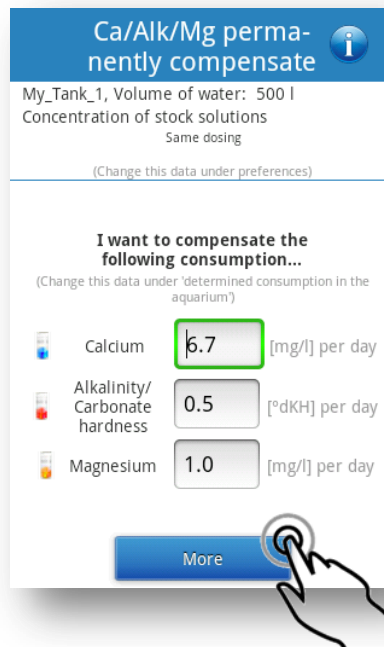 Ca/Alk/Mg perma-
nently compensate
i
My_Tank_1, Volume of water: 500 l
Concentration of stock solutions
Same dosing
(Change this data under preferences)
I want to compensate the
following consumption...
(Change this data under 'determined consumption in the
aquarium')
Calcium 6.7 [mg/l] per day
Alkalinity/
Carbonate
hardness 0.5 [°dKH] per day
Magnesium 1.0 [mg/l] per day
More